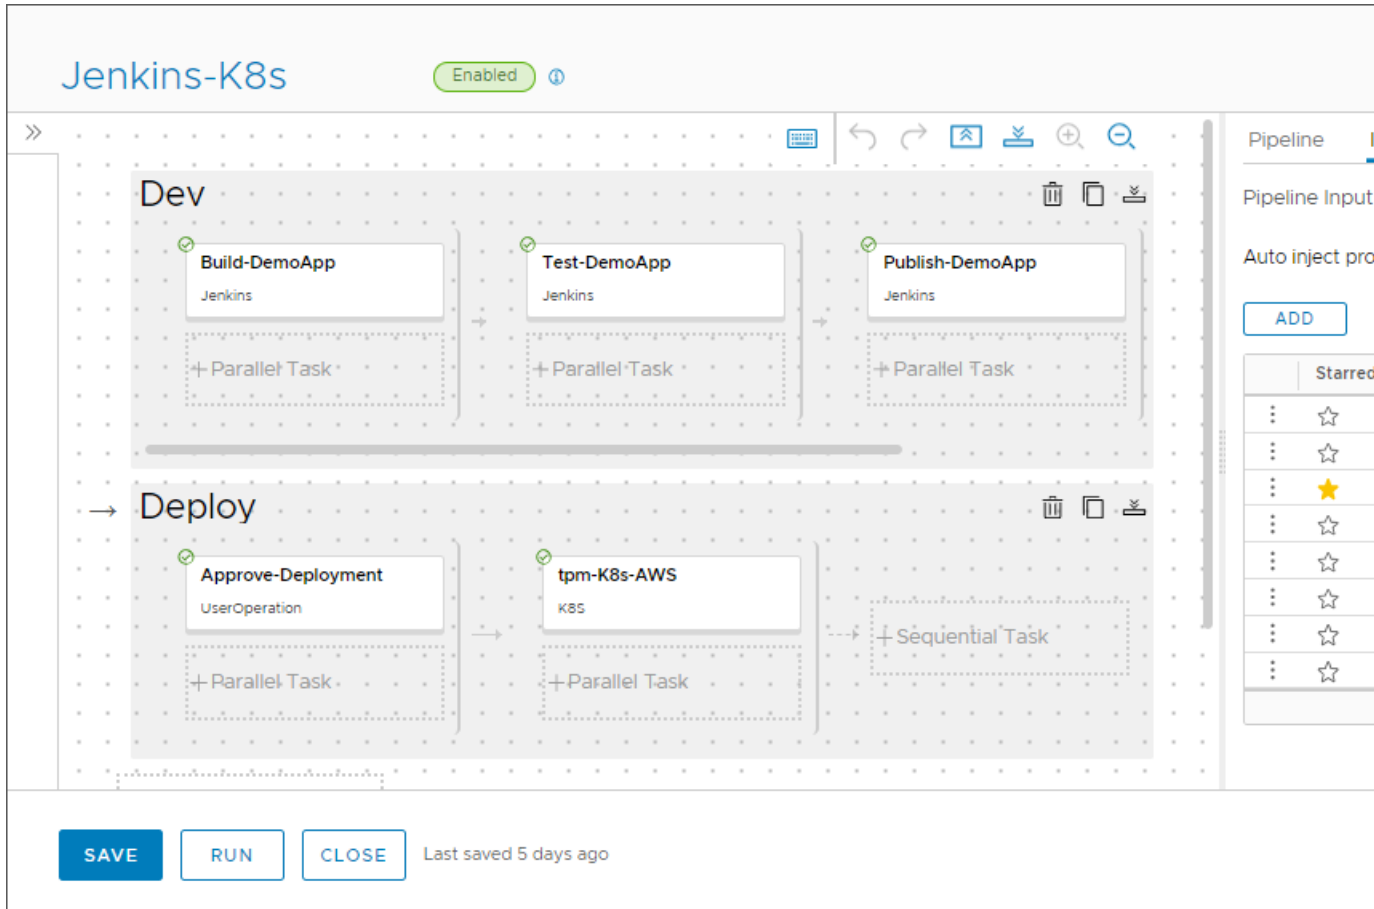 Jenkins-K8s
Enabled
Pipeline
Pipeline Input
Auto inject pro
ADD
Starred
Dev
Build-DemoApp
Jenkins
Test-DemoApp
Jenkins
Publish-DemoApp
Jenkins
+ Parallel Task
+ Parallel Task
+ Parallel Task
Deploy
Approve-Deployment
UserOperation
tpm-K8s-AWS
K8S
+ Sequential Task
+ Parallel Task
+ Parallel Task
SAVE
RUN
CLOSE
Last saved 5 days ago